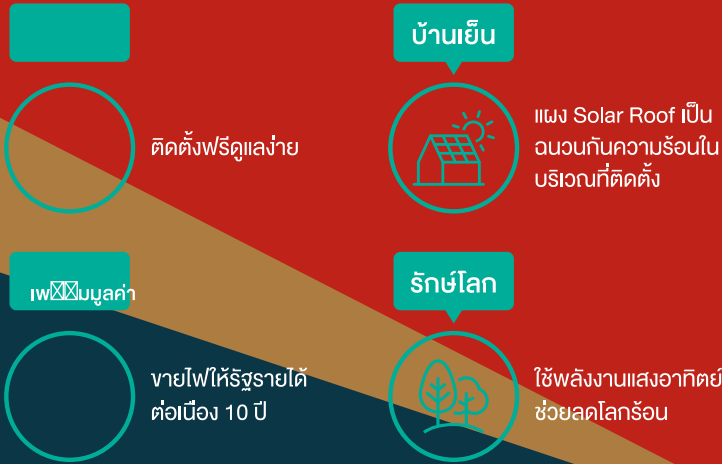 บ้านเย็น
ติดตั้งฟรีดูแลง่าย
แผง Solar Roof เป็น
ฉนวนกันความร้อนใน
บริเวณที่ติดตั้ง
มูลค่า
ขายไฟให้รัฐรายได้
ต่อเนื่อง 10 ปี
รักษ์โลก
ใช้พลังงานแสงอาทิตย์
ช่วยลดโลกร้อน